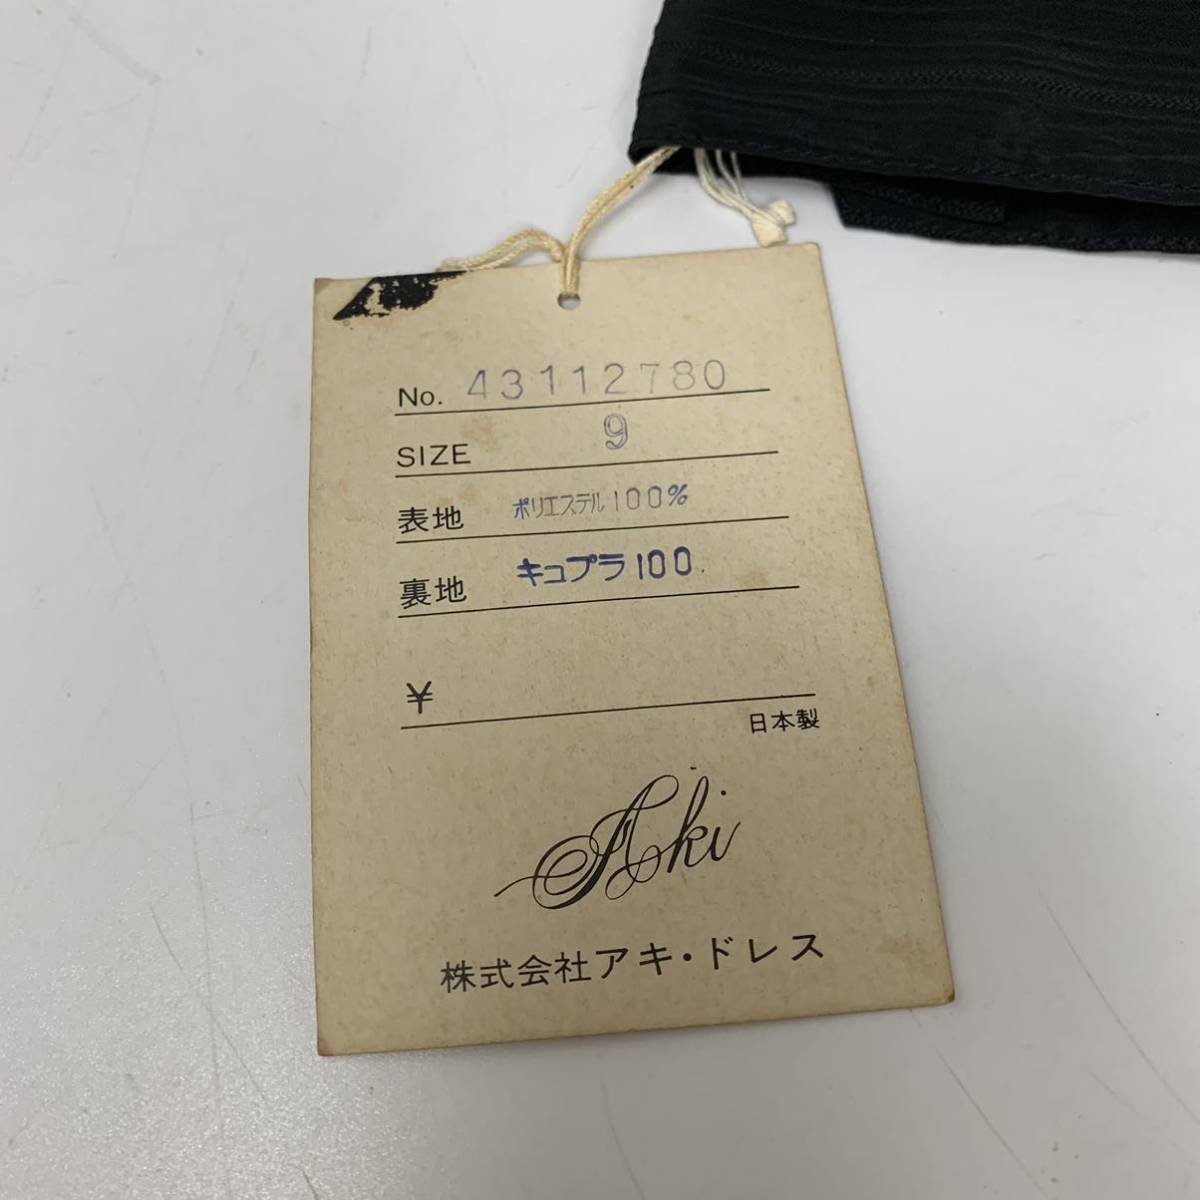 No. 43112780
SIZE 9
表地 ポリエステル100%
裏地 キュプラ100
¥
日本製
Aki
株式会社アキ・ドレス